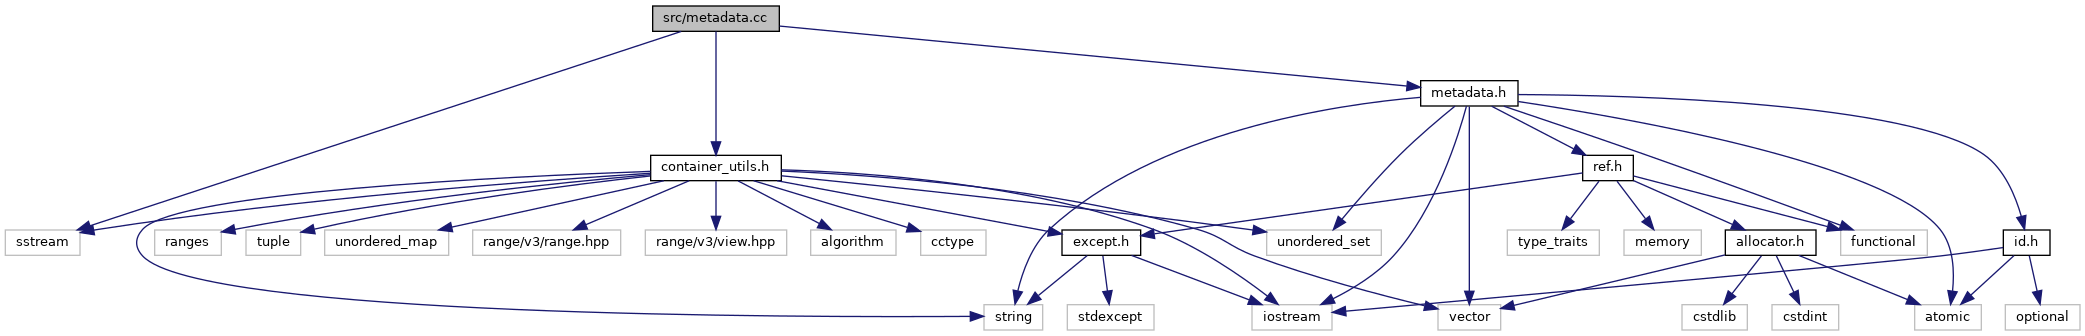 src/metadata.cc
metadata.h
container_utils.h
ref.h
sstream
ranges
tuple
unordered_map
range/v3/range.hpp
range/v3/view.hpp
algorithm
cctype
except.h
unordered_set
type_traits
memory
allocator.h
functional
id.h
string
stdexcept
iostream
vector
cstdlib
cstdint
atomic
optional